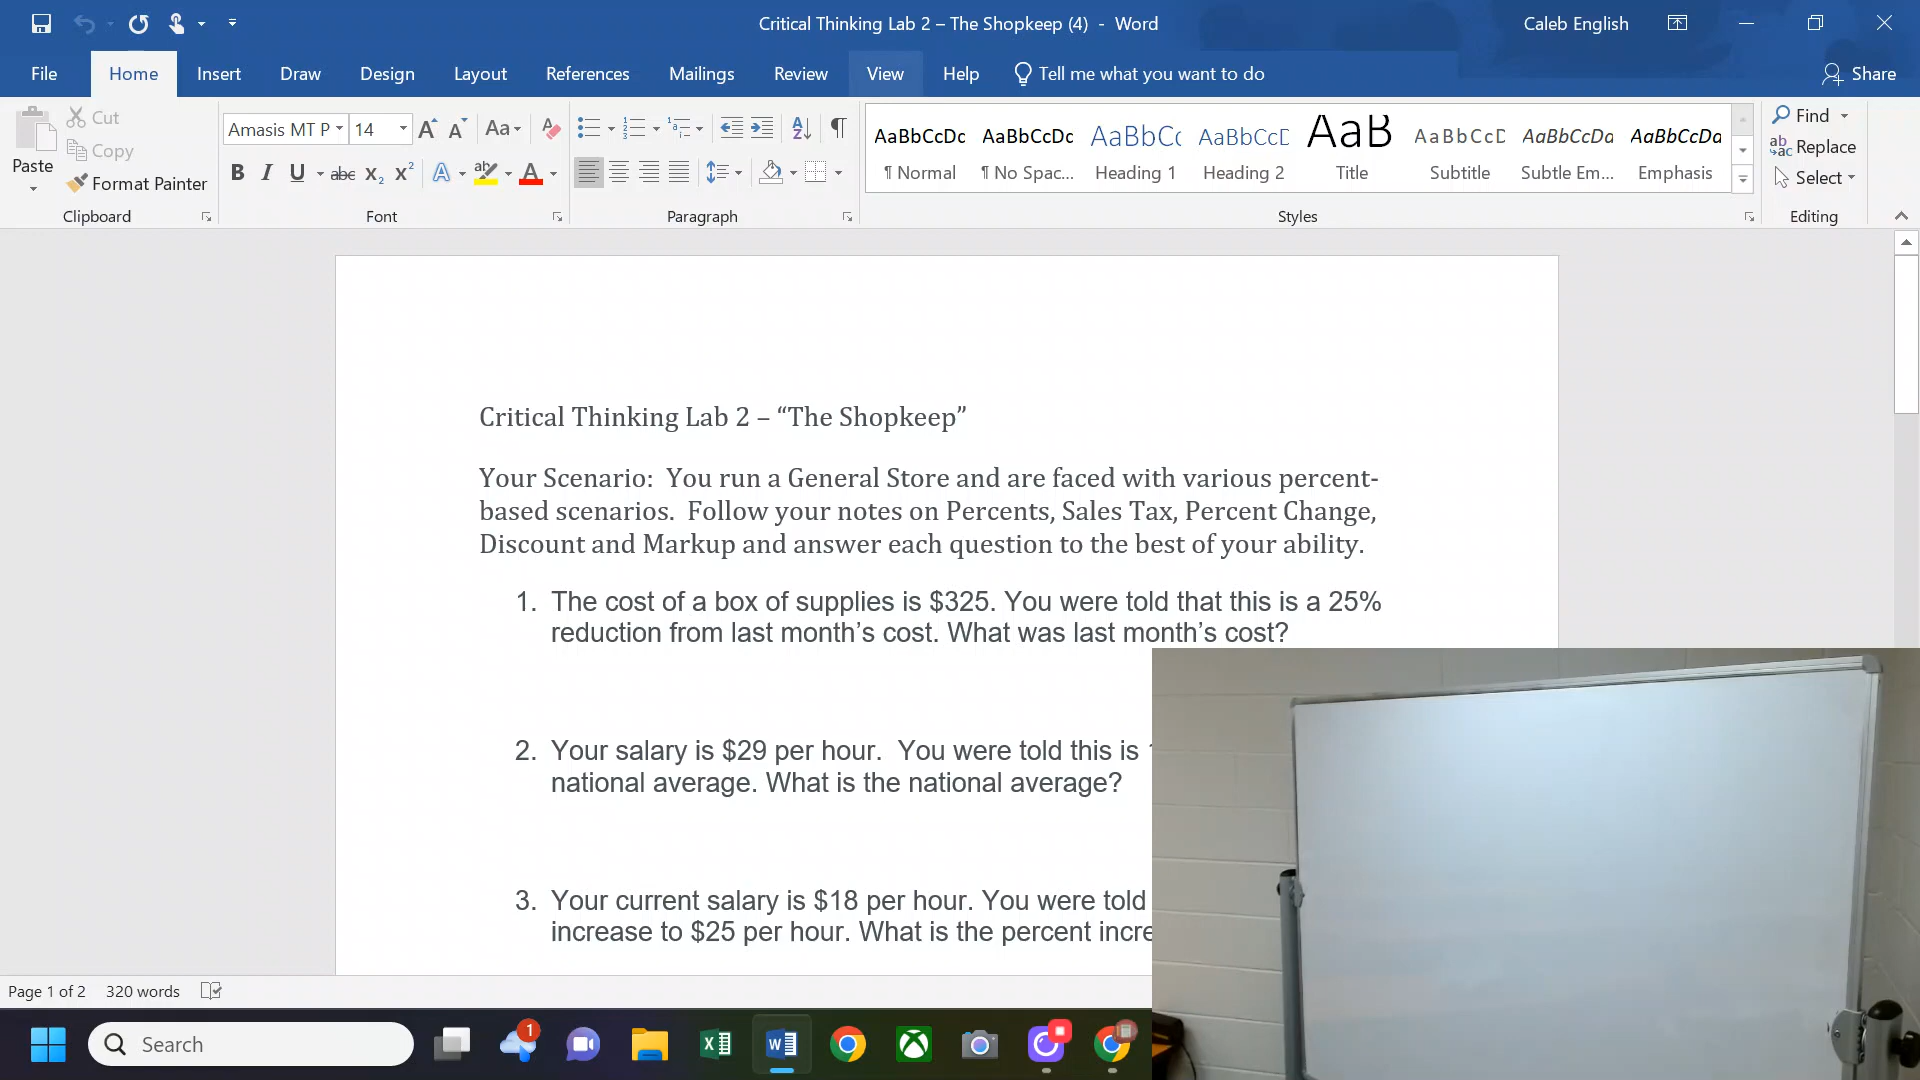 Critical Thinking Lab 2 – The Shopkeep (4) - Word
Caleb English
File Home Insert Draw Design Layout References Mailings Review View Help Tell me what you want to do Share
Paste
Cut
Copy
Format Painter
Clipboard
Amasis MT P 14
Font
Paragraph
AaBbCcDc AaBbCcDc AaBbC AaBbCcD AaB AaBbCcD AaBbCcDa AaBbCcDa
¶ Normal ¶ No Spac... Heading 1 Heading 2 Title Subtitle Subtle Em... Emphasis
Styles
Find
Replace
Select
Editing
Critical Thinking Lab 2 – “The Shopkeep”
Your Scenario: You run a General Store and are faced with various percent-
based scenarios. Follow your notes on Percents, Sales Tax, Percent Change,
Discount and Markup and answer each question to the best of your ability.
1. The cost of a box of supplies is $325. You were told that this is a 25%
reduction from last month’s cost. What was last month’s cost?
2. Your salary is $29 per hour. You were told this is
national average. What is the national average?
3. Your current salary is $18 per hour. You were told
increase to $25 per hour. What is the percent incre
Page 1 of 2 320 words
Search
1